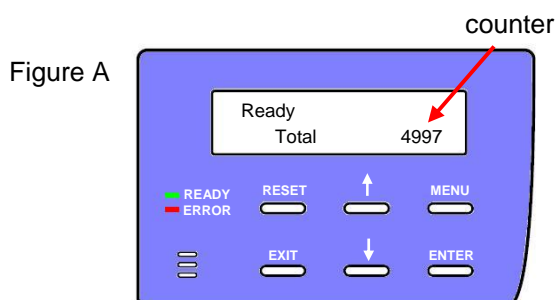 counter
Figure A
Ready
Total 4997
READY RESET ↑ MENU
ERROR
EXIT ↓ ENTER